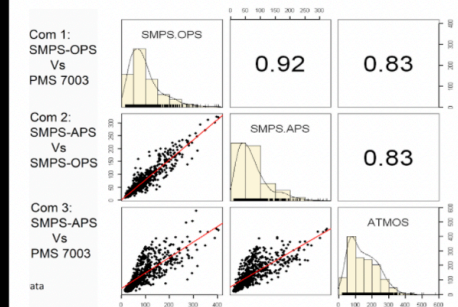 0 50 150 250 300
Com 1:
SMPS-OPS
Vs
PMS 7003
SMPS.OPS
0.92
0.83
Com 2:
SMPS-APS
Vs
SMPS-OPS
SMPS.APS
0.83
Com 3:
SMPS-APS
Vs
PMS 7003
ATMOS
ata
0 100 200 300 400
0 100 200 300 400 500 600